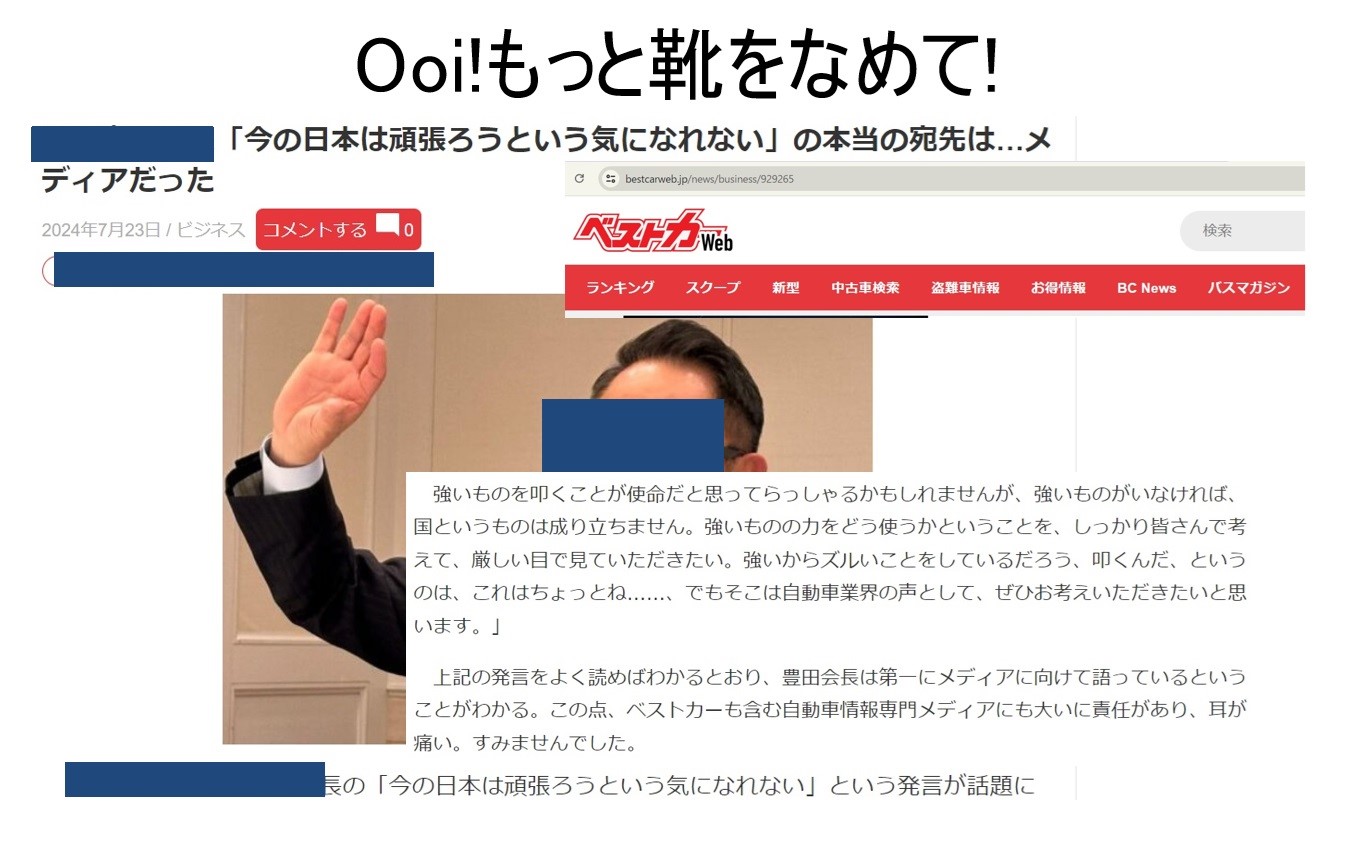 Ooi!もっと靴をなめて!
「今の日本は頑張ろうという気になれない」の本当の宛先は…メ
ディアだった
2024年7月23日 / ビジネス コメントする 0
bestcarweb.jp/news/business/929265
ベストカーWeb
検索
ランキング スクープ 新型 中古車検索 盗難車情報 お得情報 BC News バスマガジン
強いものを叩くことが使命だと思ってらっしゃるかもしれませんが、強いものがいなければ、
国というものは成り立ちません。強いものの力をどう使うかということを、しっかり皆さんで考
えて、厳しい目で見ていただきたい。強いからズルいことをしているだろう、叩くんだ、という
のは、これはちょっとね……、でもそこは自動車業界の声として、ぜひお考えいただきたいと思
います。」
上記の発言をよく読めばわかるとおり、豊田会長は第一にメディアに向けて語っているという
ことがわかる。この点、ベストカーも含む自動車情報専門メディアにも大いに責任があり、耳が
痛い。すみませんでした。
長の「今の日本は頑張ろうという気になれない」という発言が話題に